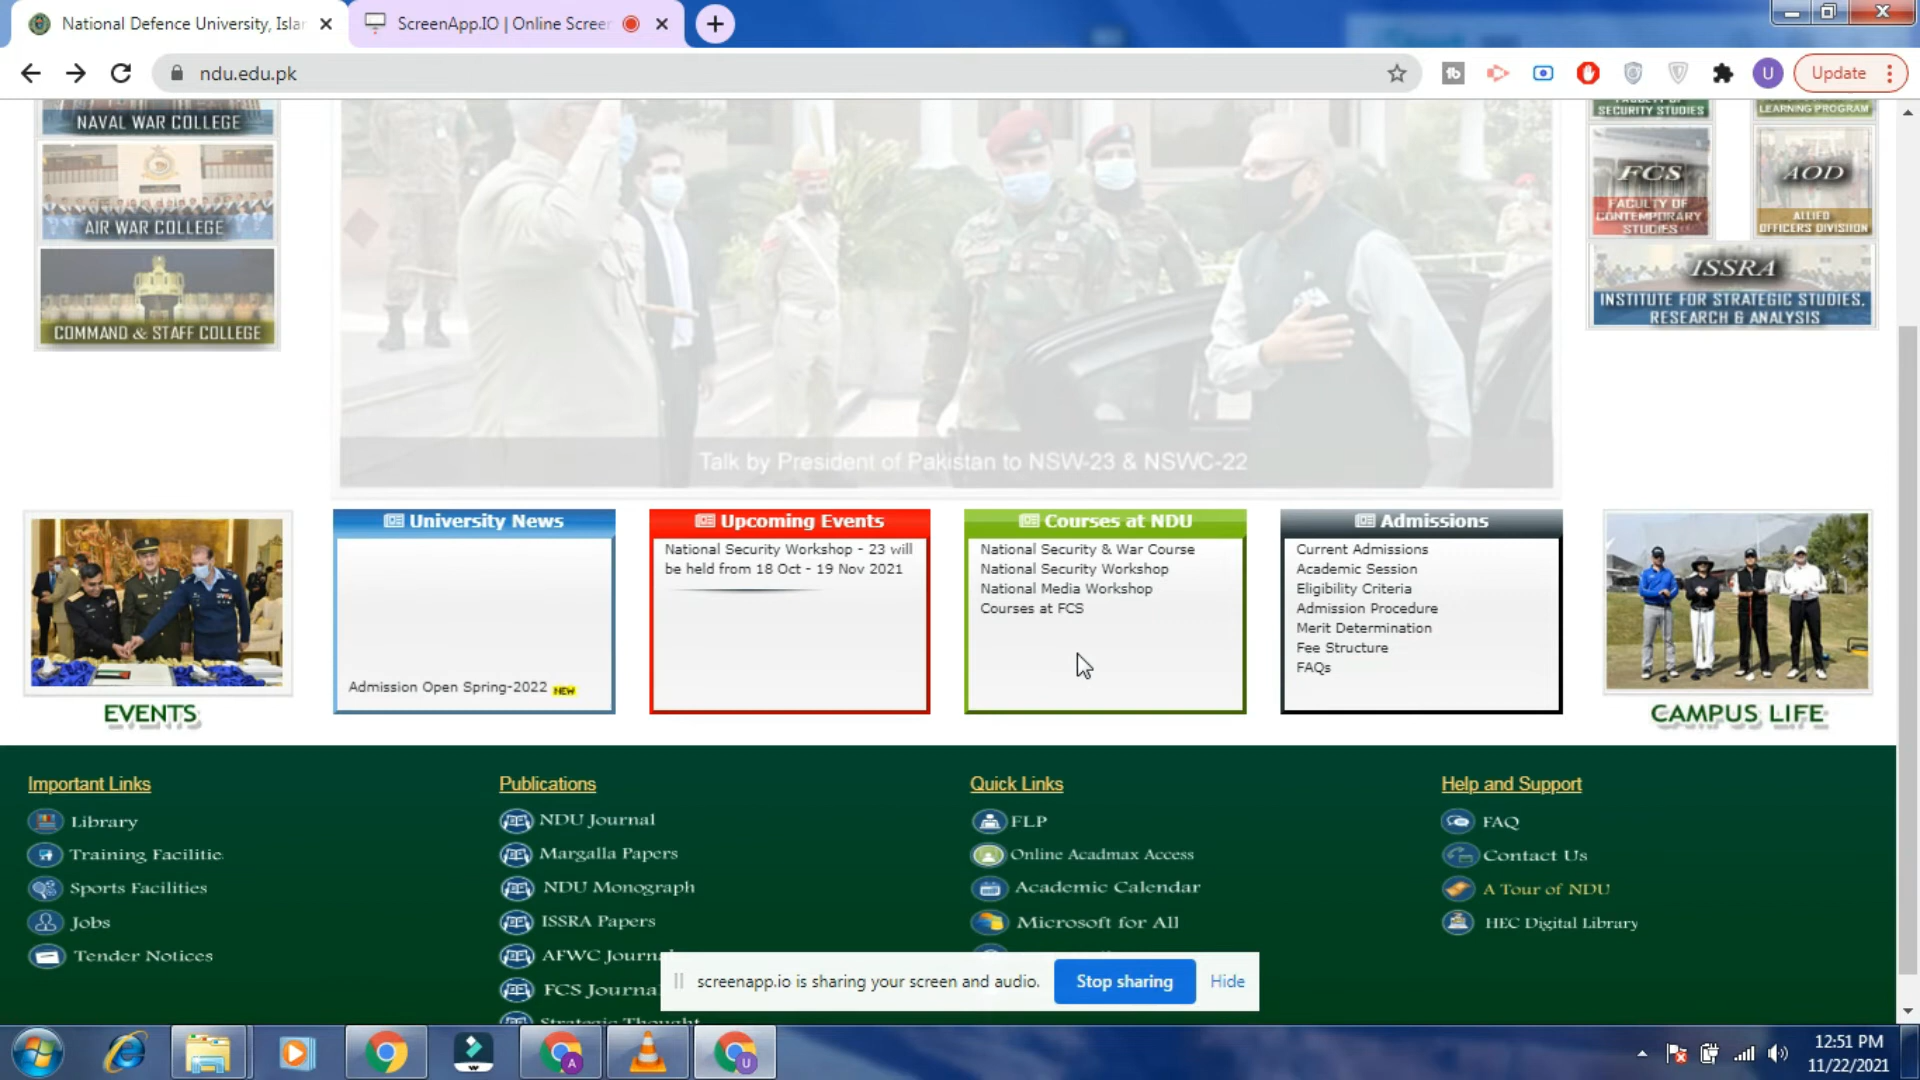 National Defence University, Isla
ScreenApp.IO | Online Screen
ndu.edu.pk
Update
NAVAL WAR COLLEGE
AIR WAR COLLEGE
COMMAND & STAFF COLLEGE
SECURITY STUDIES
LEARNING PROGRAM
FCS
FACULTY OF
CONTEMPORARY
STUDIES
AOD
ALLIED
OFFICERS DIVISIION
ISSRA
INSTITUTE FOR STRATEGIC STUDIES,
RESEARCH & ANALYSIS
Talk by President of Pakistan to NSW-23 & NSWC-22
EVENTS
University News
Admission Open Spring-2022 NEW
Upcoming Events
National Security Workshop - 23 will
be held from 18 Oct - 19 Nov 2021
Courses at NDU
National Security & War Course
National Security Workshop
National Media Workshop
Courses at FCS
Admissions
Current Admissions
Academic Session
Eligibility Criteria
Admission Procedure
Merit Determination
Fee Structure
FAQs
CAMPUS LIFE
Important Links
Library
Training Facilitie
Sports Facilities
Jobs
Tender Notices
Publications
NDU Journal
Margalla Papers
NDU Monograph
ISSRA Papers
AFWC Journa
FCS Journa
Strategic Thought
Quick Links
FLP
Online Acadmax Access
Academic Calendar
Microsoft for All
Help and Support
FAQ
Contact Us
A Tour of NDU
HEC Digital Library
screenapp.io is sharing your screen and audio.
Stop sharing
Hide
12:51 PM
11/22/2021